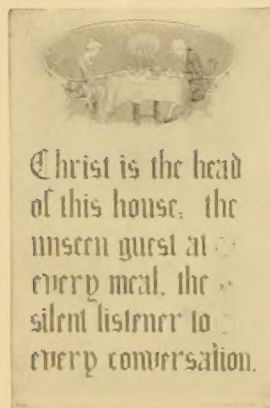 Christ is the head
of this house, the
unseen guest at
every meal, the
silent listener to
every conversation.